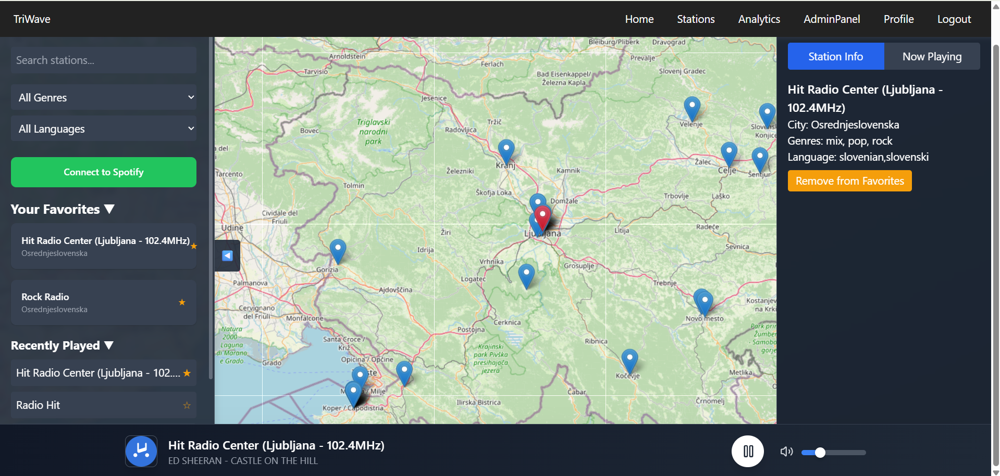 TriWave
Home
Stations
Analytics
AdminPanel
Profile
Logout
Search stations...
All Genres
All Languages
Connect to Spotify
Your Favorites ▼
Hit Radio Center (Ljubljana - 102.4MHz) ★
Osrednjeslovenska
Rock Radio ★
Osrednjeslovenska
Recently Played ▼
Hit Radio Center (Ljubljana - 102.... ★
Radio Hit ☆
Bleiburg/Pliberk
Dravograd
Arnoldstein
Ferlach
Prevalje
Tarvisio
Bad Eisenkappel/
Železna Kapla
Slovenj Gradec
Jesenice
Triglavski
narodni
park
Bovec
Radovljica
Tržič
Velenje
Konjice
Tarcento
Kranj
Železniki
Kamnik
Žalec
Celje
Šentjur
Tolmin
Škofja Loka
Domžale
Trbovlje
Laško
Cividale del
Friuli
Udine
Žiri
Litija
Radeče
Idrija
Sevnica
Gorizia
Vrhnika
Grosuplje
Palmanova
Ajdovščina
Logatec
Trebnje
Cervignano
del Friuli
Monfalcone
Kostanjev
na Krki
Novo mesto
Cerknica
Natura
2000
Laguna
di Marano
e Grado
Santa Croce /
Križ
Postojna
Ribnica
Opicina / Opčine
Grado
Krajinski
park Pivška
presihajoča
jezera
Kočevje
Metlika
/ Milje
Čabar
Koper / Capodistria
Ilirska Bistrica
Črnomelj
Station Info
Now Playing
Hit Radio Center (Ljubljana -
102.4MHz)
City: Osrednjeslovenska
Genres: mix, pop, rock
Language: slovenian,slovenski
Remove from Favorites
Hit Radio Center (Ljubljana - 102.4MHz)
ED SHEERAN - CASTLE ON THE HILL